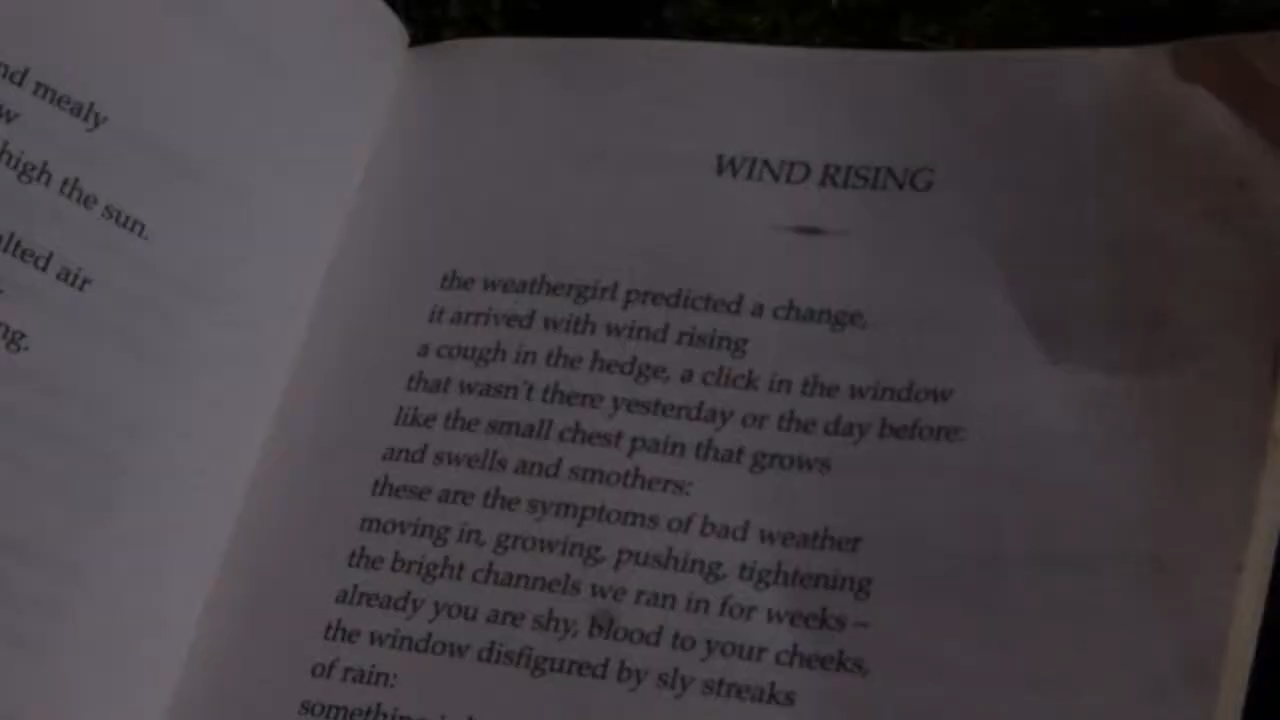 nd mealy
w
high the sun.
lted air
ng,
WIND RISING
the weathergirl predicted a change,
it arrived with wind rising
a cough in the hedge, a click in the window
that wasn't there yesterday or the day before:
like the small chest pain that grows
and swells and smothers:
these are the symptoms of bad weather
moving in, growing, pushing, tightening
the bright channels we ran in for weeks –
already you are shy, blood to your cheeks,
the window disfigured by sly streaks
of rain:
something